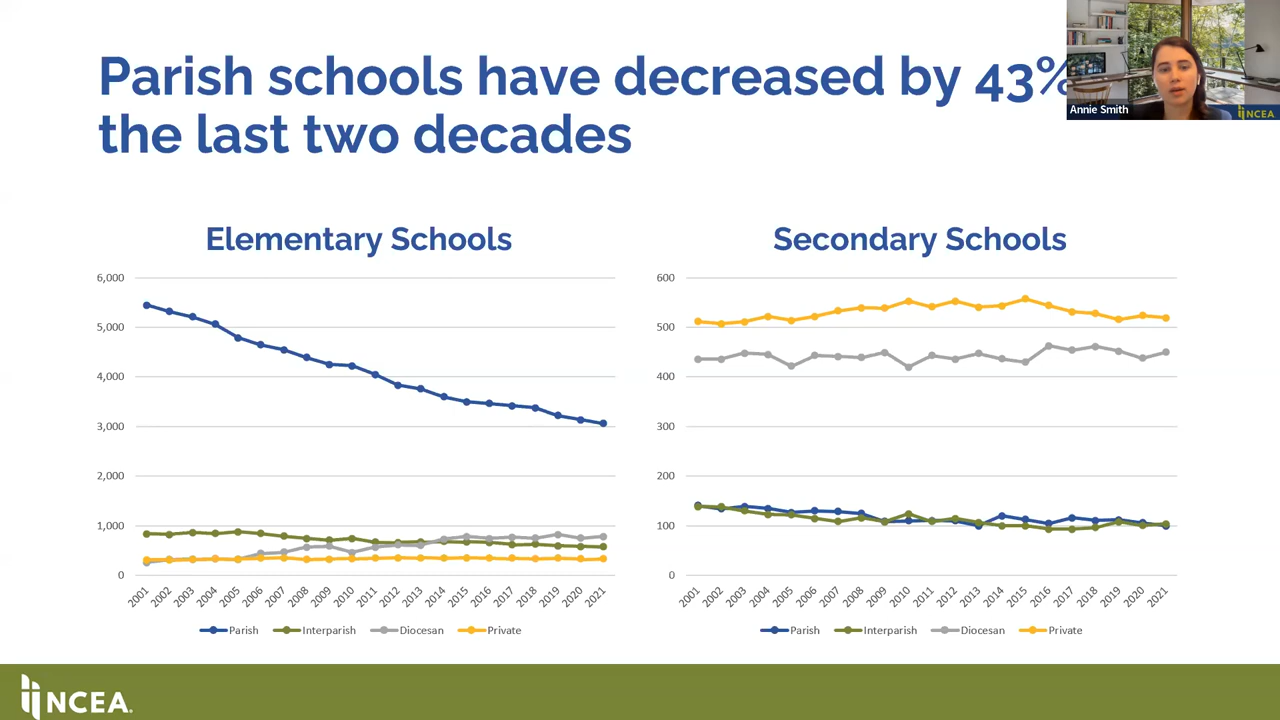 Parish schools have decreased by 43%
the last two decades
Annie Smith
NCEA
Elementary Schools
6,000
5,000
4,000
3,000
2,000
1,000
0
2001 2002 2003 2004 2005 2006 2007 2008 2009 2010 2011 2012 2013 2014 2015 2016 2017 2018 2019 2020 2021
Parish Interparish Diocesan Private
Secondary Schools
600
500
400
300
200
100
0
2001 2002 2003 2004 2005 2006 2007 2008 2009 2010 2011 2012 2013 2014 2015 2016 2017 2018 2019 2020 2021
Parish Interparish Diocesan Private
NCEA.